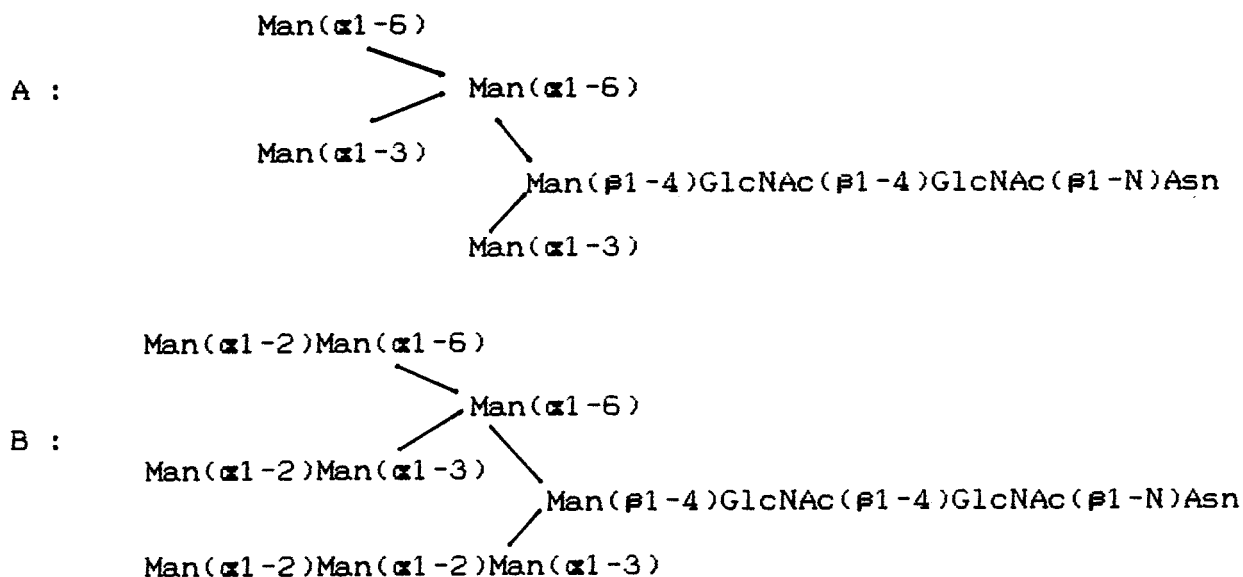 Man(α1-6)
A :
Man(α1-6)
Man(α1-3)
Man(β1-4)GlcNAc(β1-4)GlcNAc(β1-N)Asn
Man(α1-3)
Man(α1-2)Man(α1-6)
Man(α1-6)
B :
Man(α1-2)Man(α1-3)
Man(β1-4)GlcNAc(β1-4)GlcNAc(β1-N)Asn
Man(α1-2)Man(α1-2)Man(α1-3)